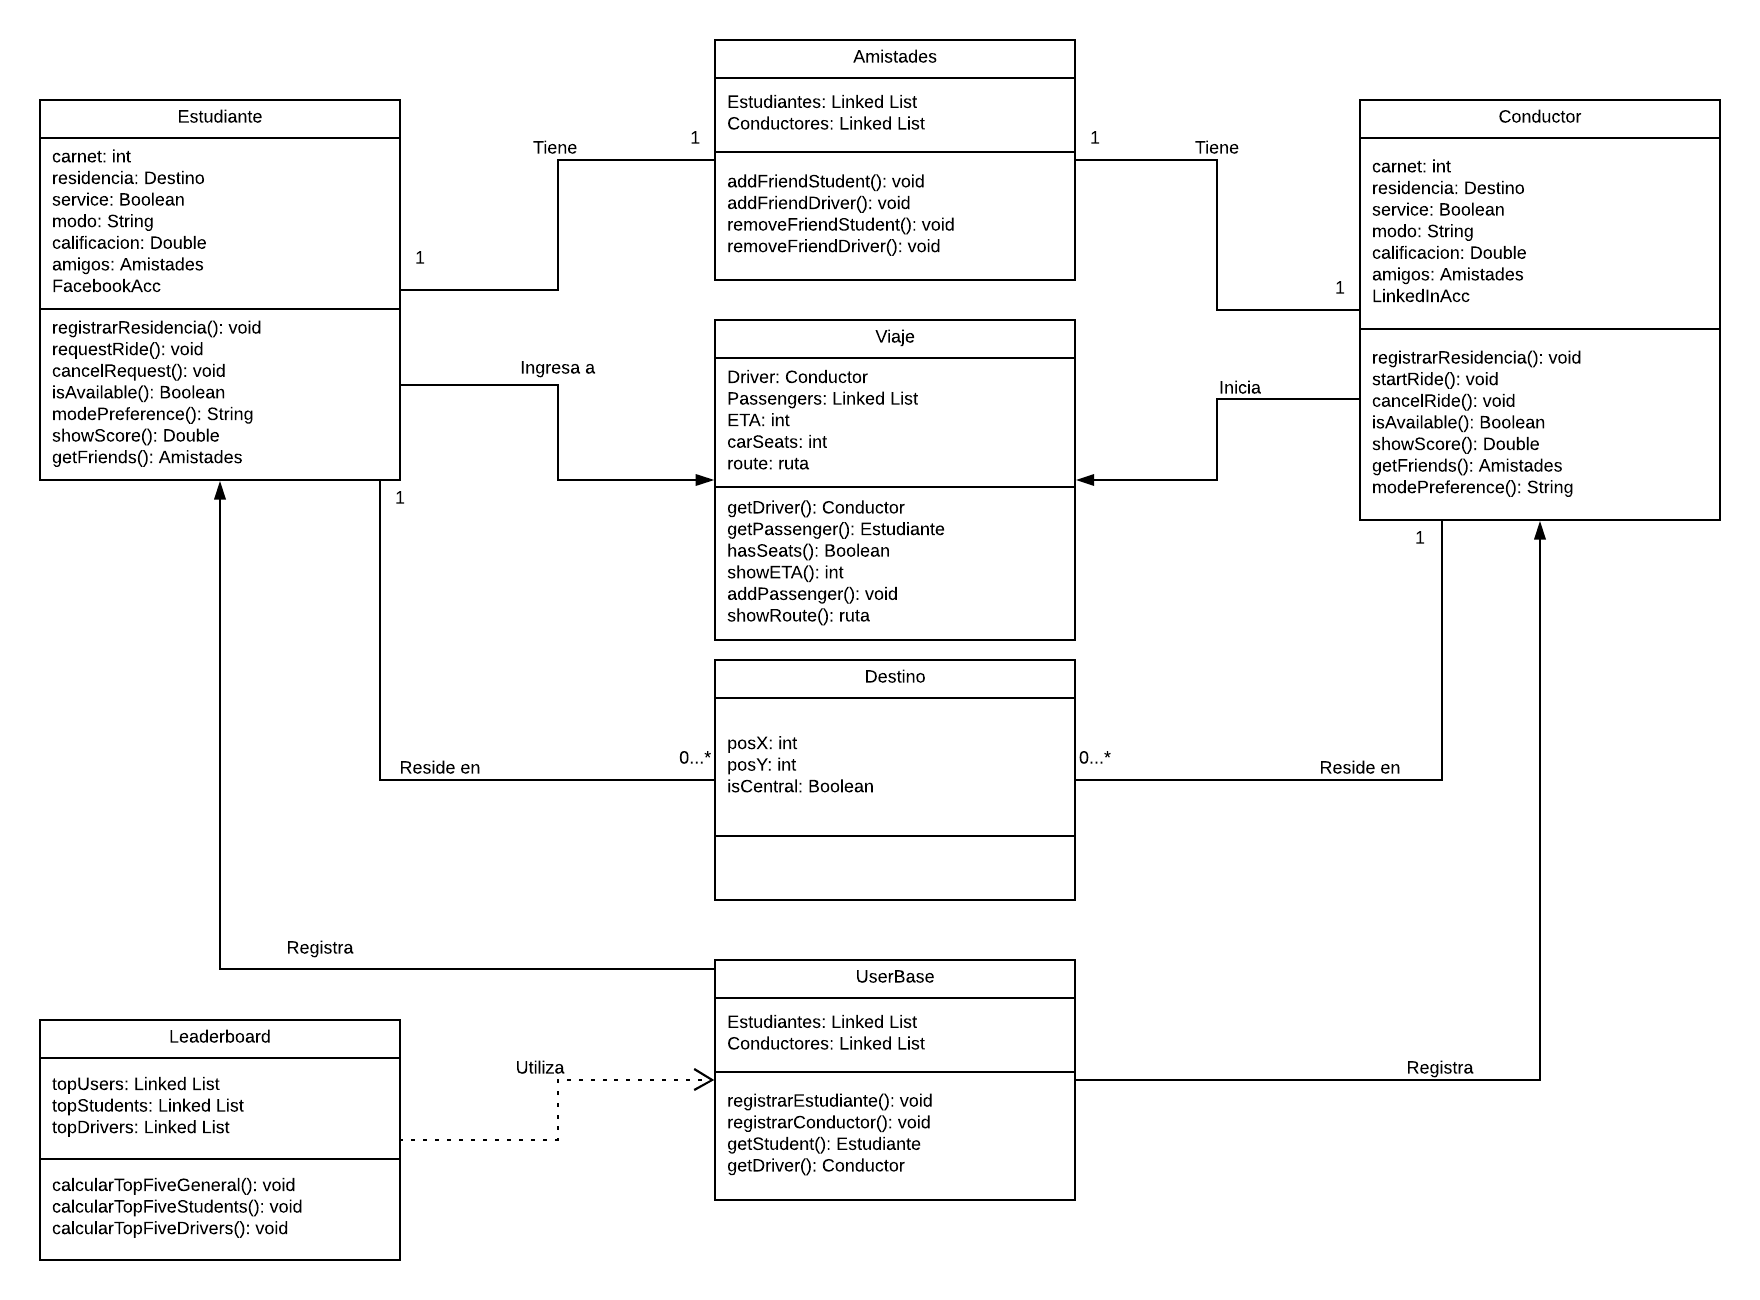 Amistades
Estudiantes: Linked List
Conductores: Linked List
addFriendStudent(): void
addFriendDriver(): void
removeFriendStudent(): void
removeFriendDriver(): void
Estudiante
carnet: int
residencia: Destino
service: Boolean
modo: String
calificacion: Double
amigos: Amistades
FacebookAcc
registrarResidencia(): void
requestRide(): void
cancelRequest(): void
isAvailable(): Boolean
modePreference(): String
showScore(): Double
getFriends(): Amistades
Tiene
1
1
1
Tiene
1
Conductor
carnet: int
residencia: Destino
service: Boolean
modo: String
calificacion: Double
amigos: Amistades
LinkedInAcc
registrarResidencia(): void
startRide(): void
cancelRide(): void
isAvailable(): Boolean
showScore(): Double
getFriends(): Amistades
modePreference(): String
Ingresa a
Viaje
Driver: Conductor
Passengers: Linked List
ETA: int
carSeats: int
route: ruta
getDriver(): Conductor
getPassenger(): Estudiante
hasSeats(): Boolean
showETA(): int
addPassenger(): void
showRoute(): ruta
Inicia
1
1
Destino
posX: int
posY: int
isCentral: Boolean
Reside en
0...*
0...*
Reside en
Registra
UserBase
Estudiantes: Linked List
Conductores: Linked List
registrarEstudiante(): void
registrarConductor(): void
getStudent(): Estudiante
getDriver(): Conductor
Registra
Utiliza
Leaderboard
topUsers: Linked List
topStudents: Linked List
topDrivers: Linked List
calcularTopFiveGeneral(): void
calcularTopFiveStudents(): void
calcularTopFiveDrivers(): void